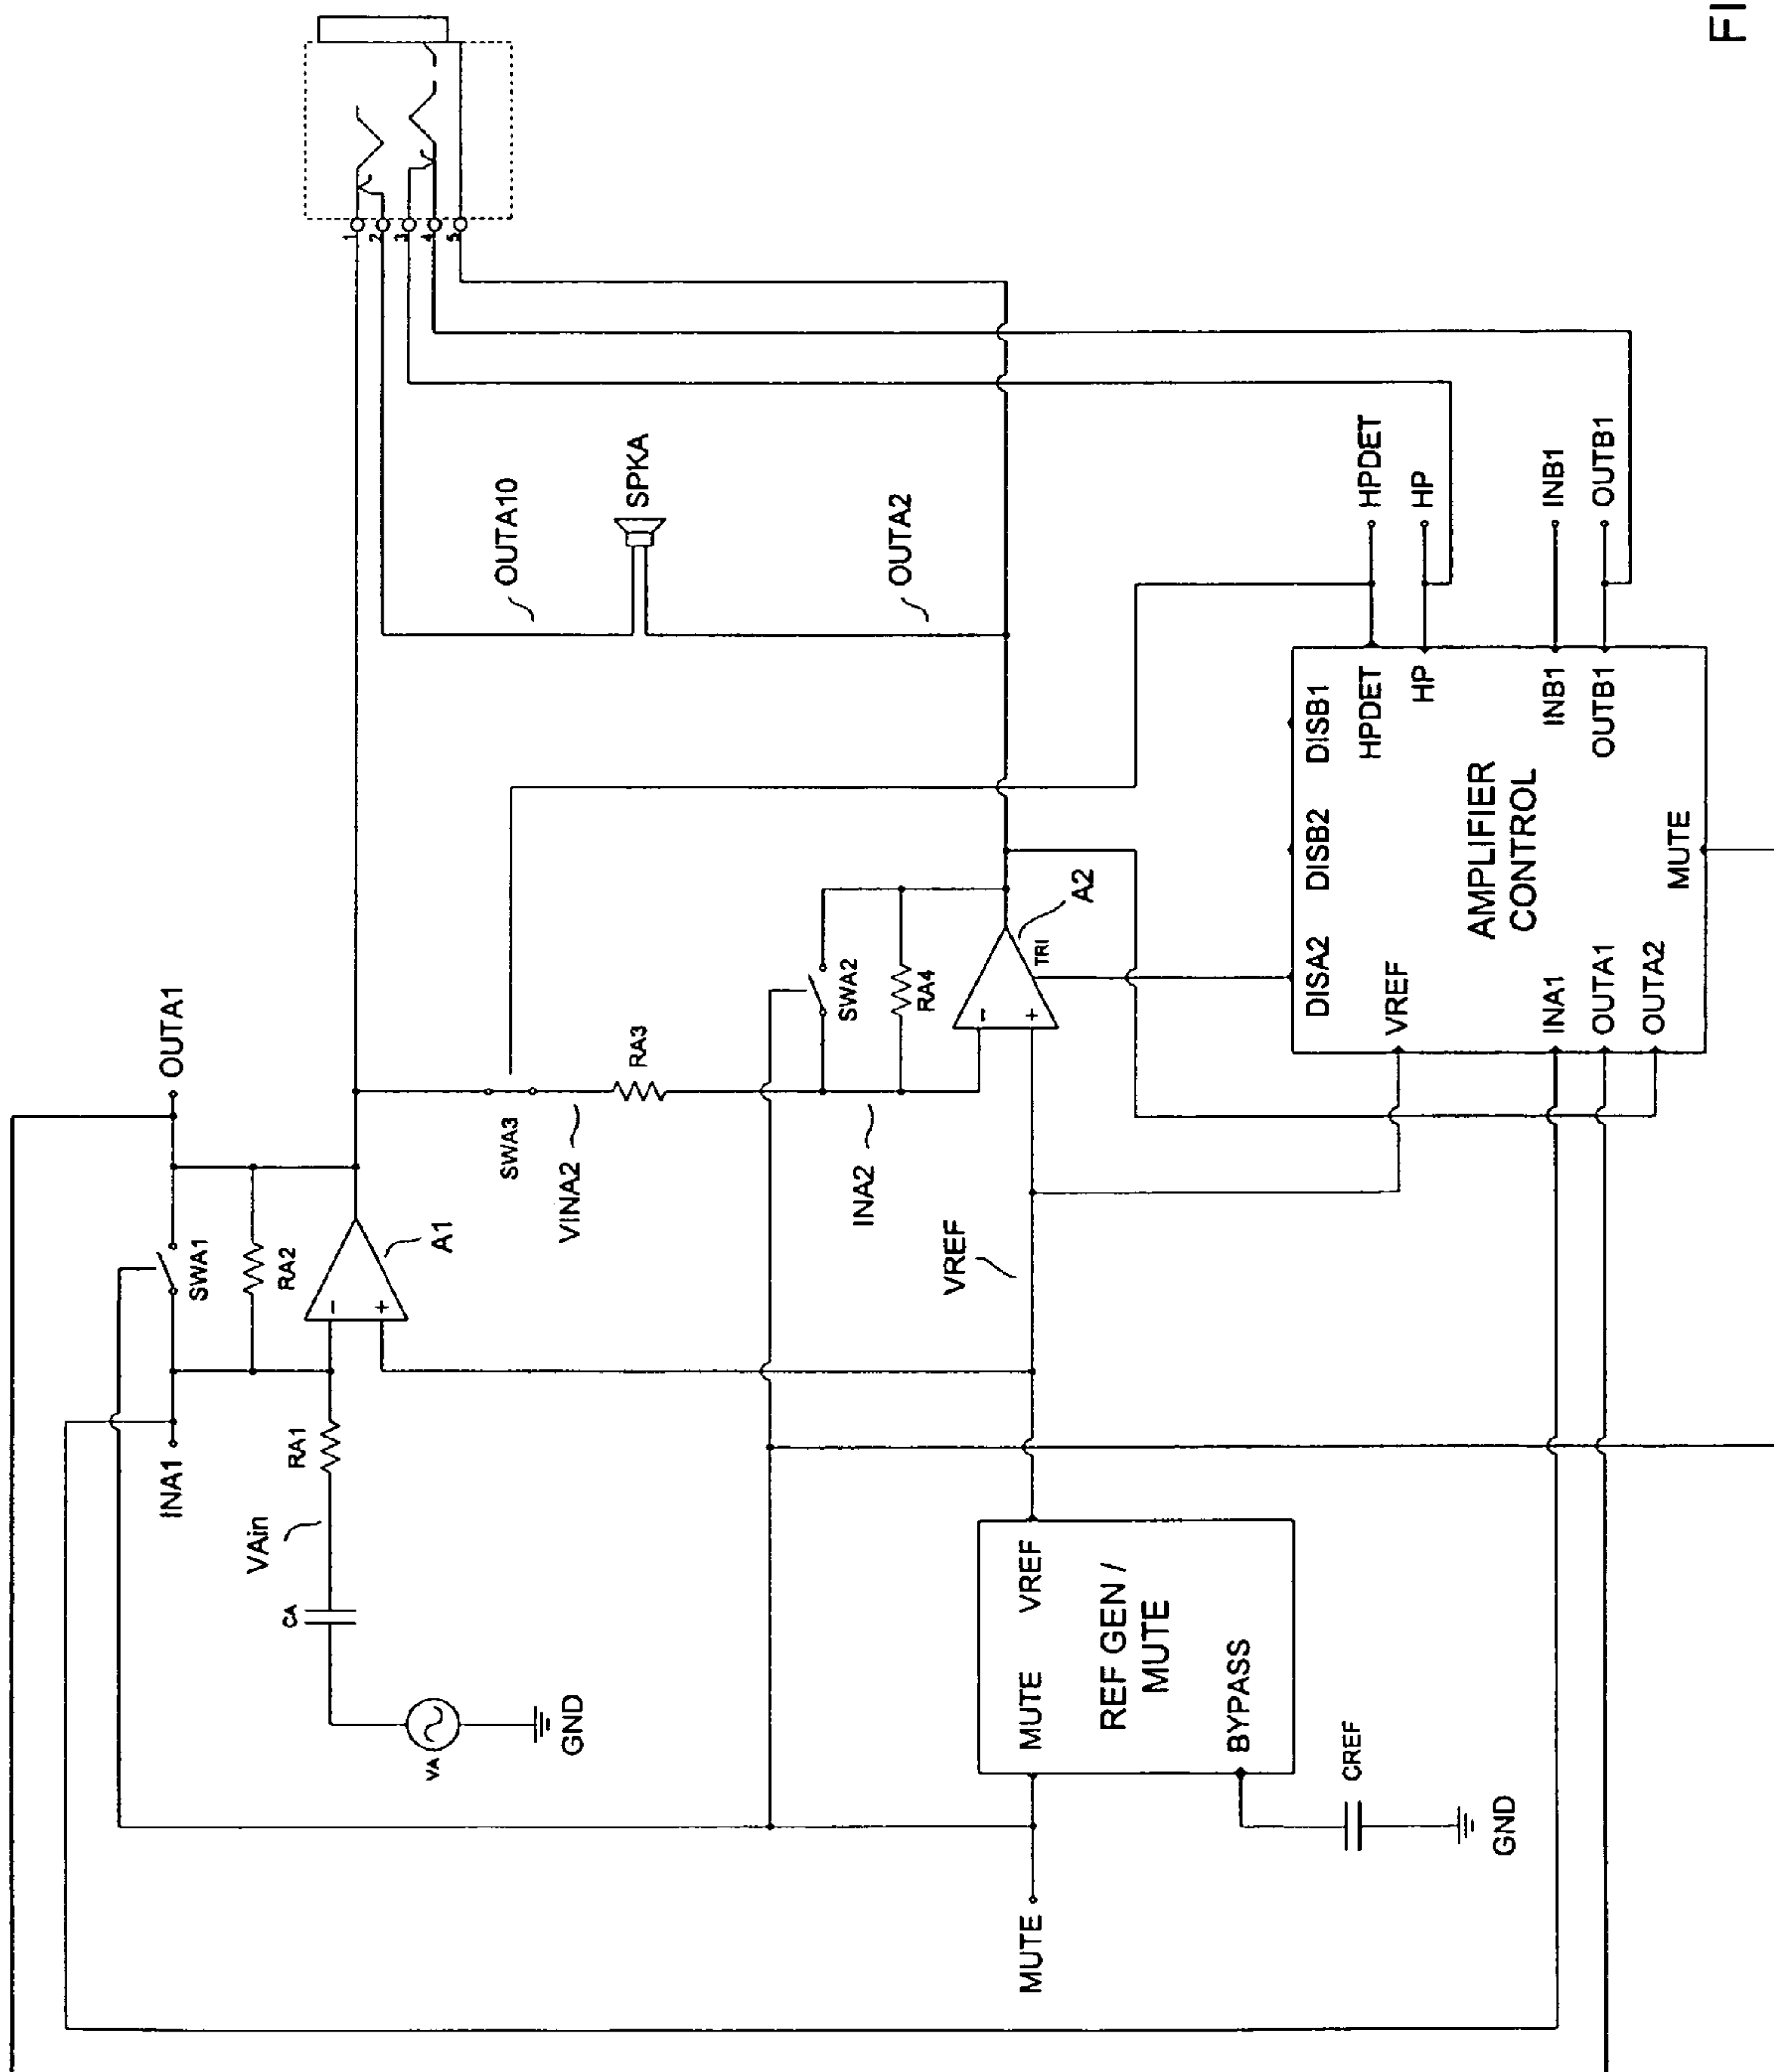 OUTA1
INA1
SWA1
RA2
RA1
VAin
CA
VA
GND
A1
SWA3
VINA2
RA3
INA2
SWA2
RA4
TRI
A2
VREF
OUTA10
SPKA
OUTA2
1
2
3
4
5
MUTE
MUTE VREF
REF GEN /
MUTE
BYPASS
CREF
GND
DISA2 DISB2 DISB1
VREF
HPDET
HP
AMPLIFIER
CONTROL
INA1
OUTA1
OUTA2
MUTE
INB1
OUTB1
HPDET
HP
INB1
OUTB1
FI